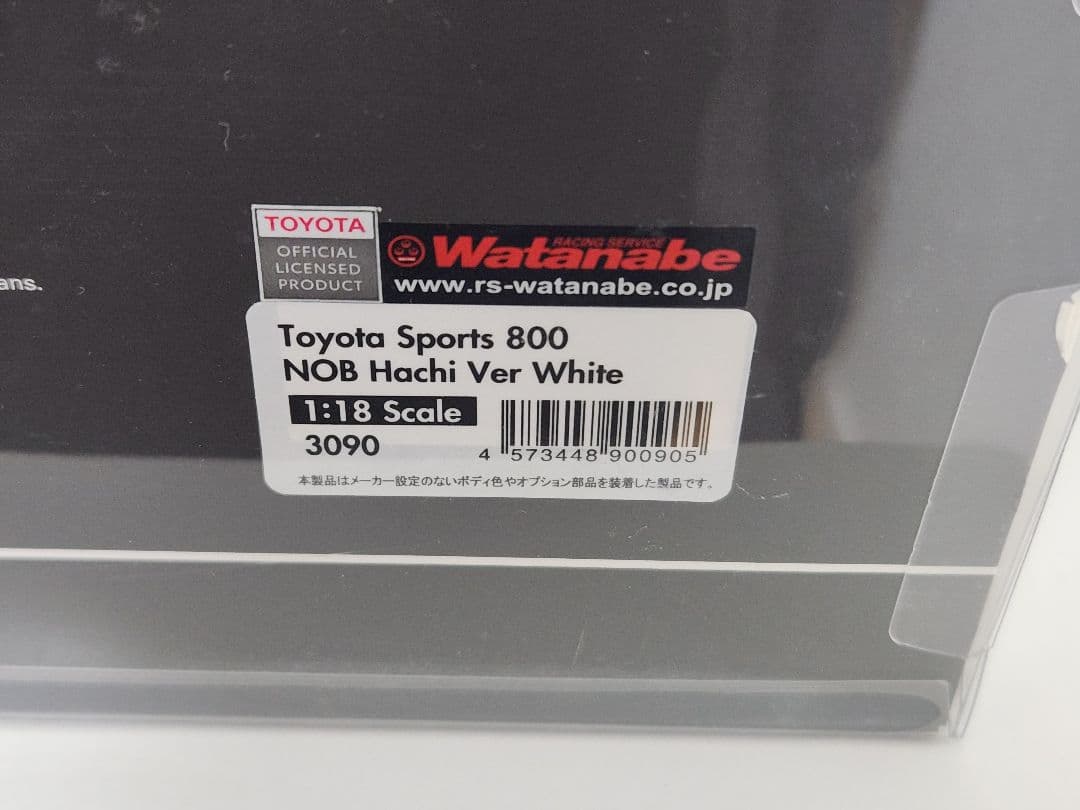 ans.
TOYOTA
OFFICIAL
LICENSED
PRODUCT
RACING SERVICE
Watanabe
www.rs-watanabe.co.jp
Toyota Sports 800
NOB Hachi Ver White
1:18 Scale
3090
4 573448 900905
本製品はメーカー設定のないボディ色やオプション部品を装着した製品です。